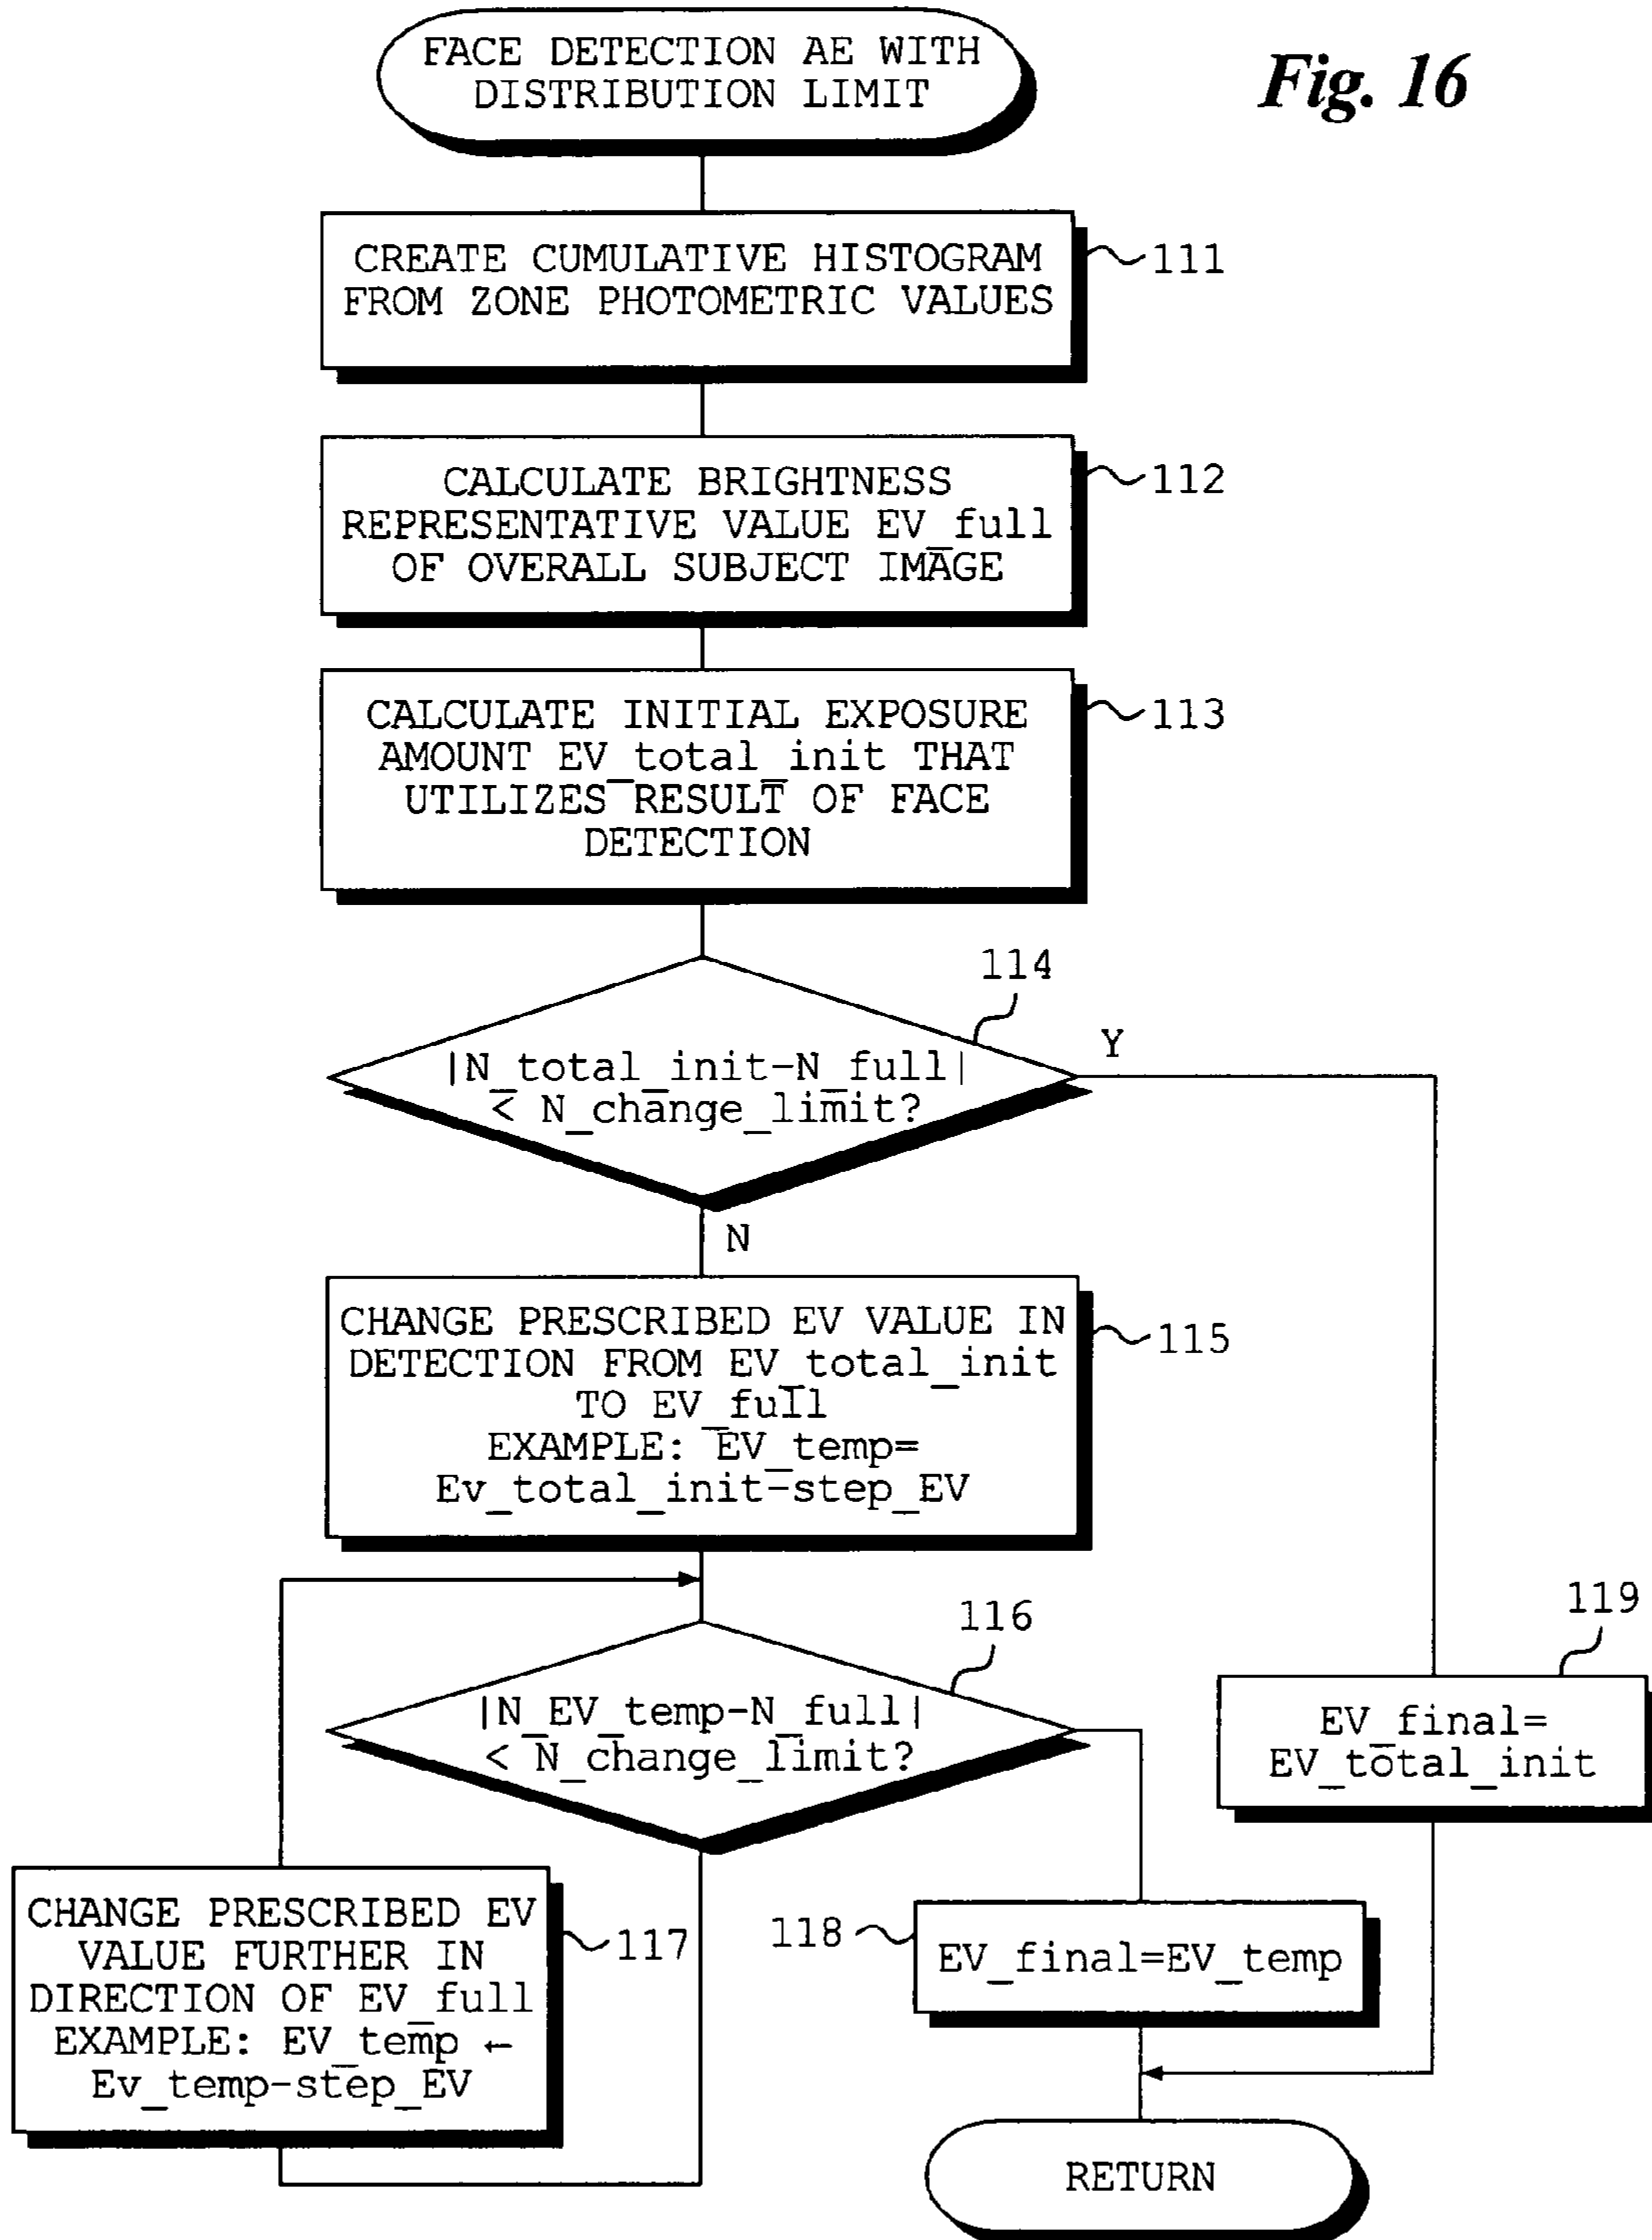 FACE DETECTION AE WITH
DISTRIBUTION LIMIT
Fig. 16
CREATE CUMULATIVE HISTOGRAM
FROM ZONE PHOTOMETRIC VALUES
111
CALCULATE BRIGHTNESS
REPRESENTATIVE VALUE EV_full
OF OVERALL SUBJECT IMAGE
112
CALCULATE INITIAL EXPOSURE
AMOUNT EV_total_init THAT
UTILIZES RESULT OF FACE
DETECTION
113
114
|N_total_init-N_full|
< N_change_limit?
Y
N
CHANGE PRESCRIBED EV VALUE IN
DETECTION FROM EV_total_init
TO EV_full
EXAMPLE: EV_temp=
Ev_total_init-step_EV
115
116
|N_EV_temp-N_full|
< N_change_limit?
119
EV_final=
EV_total_init
CHANGE PRESCRIBED EV
VALUE FURTHER IN
DIRECTION OF EV_full
EXAMPLE: EV_temp ←
Ev_temp-step_EV
117
118
EV_final=EV_temp
RETURN